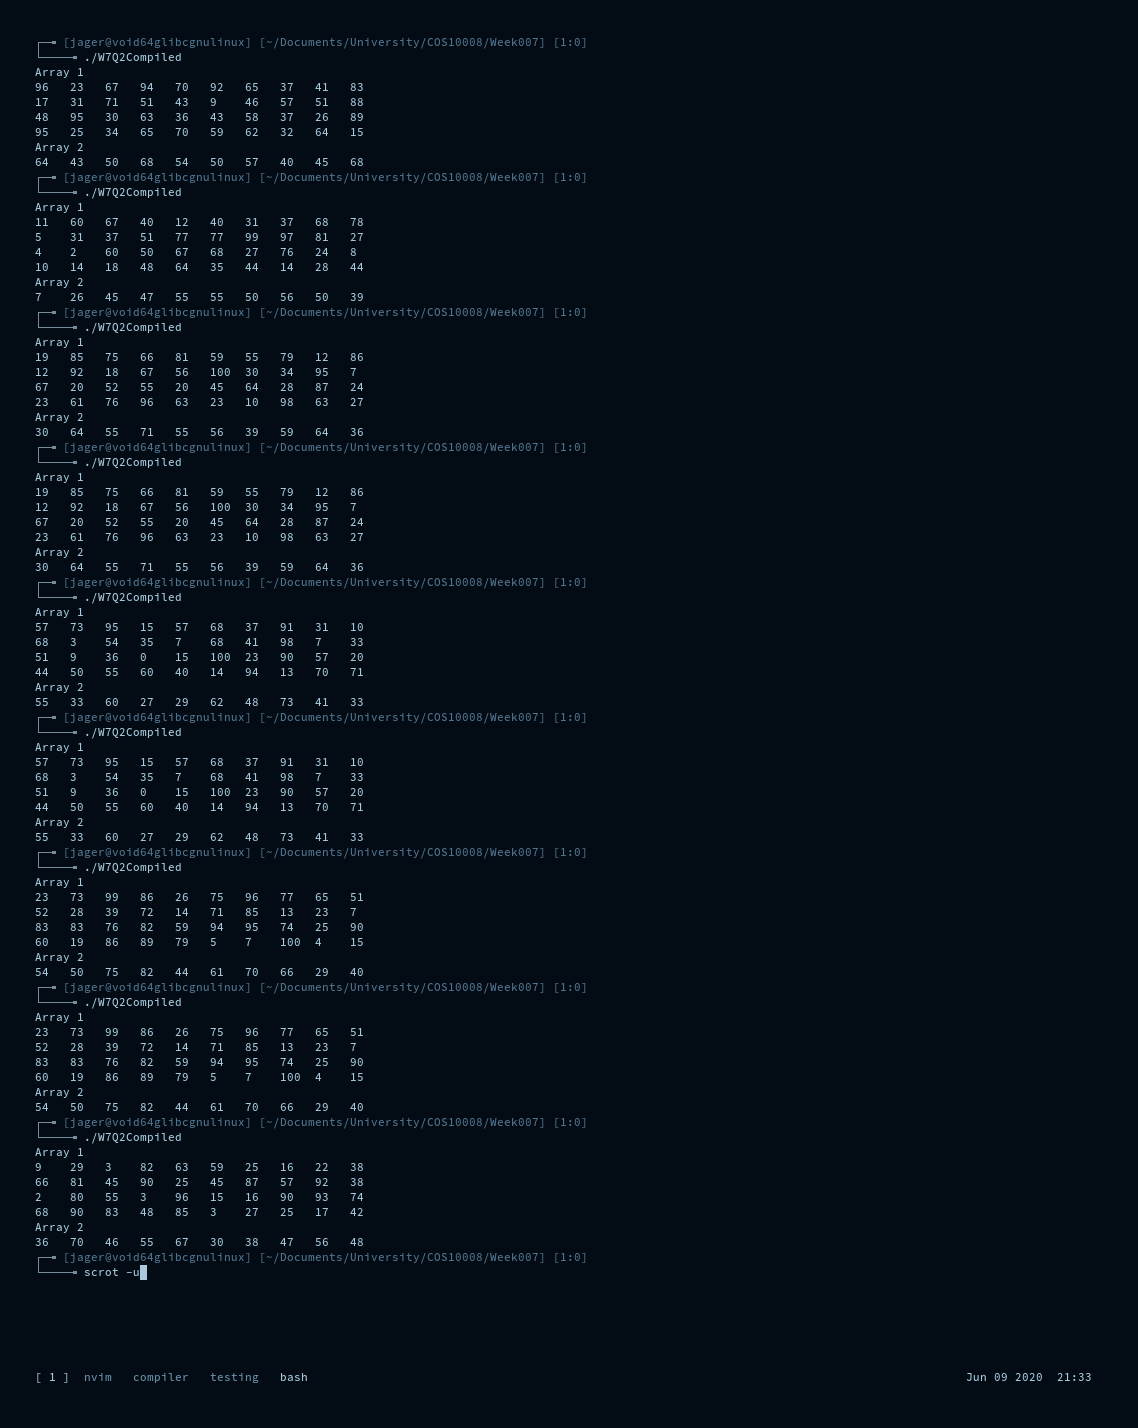 ┌─╼ [jager@void64glibcgnulinux] [~/Documents/University/COS10008/Week007] [1:0]
└────╼ ./W7Q2Compiled
Array 1
96   23   67   94   70   92   65   37   41   83
17   31   71   51   43   9    46   57   51   88
48   95   30   63   36   43   58   37   26   89
95   25   34   65   70   59   62   32   64   15
Array 2
64   43   50   68   54   50   57   40   45   68
┌─╼ [jager@void64glibcgnulinux] [~/Documents/University/COS10008/Week007] [1:0]
└────╼ ./W7Q2Compiled
Array 1
11   60   67   40   12   40   31   37   68   78
5    31   37   51   77   77   99   97   81   27
4    2    60   50   67   68   27   76   24   8
10   14   18   48   64   35   44   14   28   44
Array 2
7    26   45   47   55   55   50   56   50   39
┌─╼ [jager@void64glibcgnulinux] [~/Documents/University/COS10008/Week007] [1:0]
└────╼ ./W7Q2Compiled
Array 1
19   85   75   66   81   59   55   79   12   86
12   92   18   67   56   100  30   34   95   7
67   20   52   55   20   45   64   28   87   24
23   61   76   96   63   23   10   98   63   27
Array 2
30   64   55   71   55   56   39   59   64   36
┌─╼ [jager@void64glibcgnulinux] [~/Documents/University/COS10008/Week007] [1:0]
└────╼ ./W7Q2Compiled
Array 1
19   85   75   66   81   59   55   79   12   86
12   92   18   67   56   100  30   34   95   7
67   20   52   55   20   45   64   28   87   24
23   61   76   96   63   23   10   98   63   27
Array 2
30   64   55   71   55   56   39   59   64   36
┌─╼ [jager@void64glibcgnulinux] [~/Documents/University/COS10008/Week007] [1:0]
└────╼ ./W7Q2Compiled
Array 1
57   73   95   15   57   68   37   91   31   10
68   3    54   35   7    68   41   98   7    33
51   9    36   0    15   100  23   90   57   20
44   50   55   60   40   14   94   13   70   71
Array 2
55   33   60   27   29   62   48   73   41   33
┌─╼ [jager@void64glibcgnulinux] [~/Documents/University/COS10008/Week007] [1:0]
└────╼ ./W7Q2Compiled
Array 1
57   73   95   15   57   68   37   91   31   10
68   3    54   35   7    68   41   98   7    33
51   9    36   0    15   100  23   90   57   20
44   50   55   60   40   14   94   13   70   71
Array 2
55   33   60   27   29   62   48   73   41   33
┌─╼ [jager@void64glibcgnulinux] [~/Documents/University/COS10008/Week007] [1:0]
└────╼ ./W7Q2Compiled
Array 1
23   73   99   86   26   75   96   77   65   51
52   28   39   72   14   71   85   13   23   7
83   83   76   82   59   94   95   74   25   90
60   19   86   89   79   5    7    100  4    15
Array 2
54   50   75   82   44   61   70   66   29   40
┌─╼ [jager@void64glibcgnulinux] [~/Documents/University/COS10008/Week007] [1:0]
└────╼ ./W7Q2Compiled
Array 1
23   73   99   86   26   75   96   77   65   51
52   28   39   72   14   71   85   13   23   7
83   83   76   82   59   94   95   74   25   90
60   19   86   89   79   5    7    100  4    15
Array 2
54   50   75   82   44   61   70   66   29   40
┌─╼ [jager@void64glibcgnulinux] [~/Documents/University/COS10008/Week007] [1:0]
└────╼ ./W7Q2Compiled
Array 1
9    29   3    82   63   59   25   16   22   38
66   81   45   90   25   45   87   57   92   38
2    80   55   3    96   15   16   90   93   74
68   90   83   48   85   3    27   25   17   42
Array 2
36   70   46   55   67   30   38   47   56   48
┌─╼ [jager@void64glibcgnulinux] [~/Documents/University/COS10008/Week007] [1:0]
└────╼ scrot -u
[ 1 ]  nvim   compiler   testing   bash   Jun 09 2020  21:33